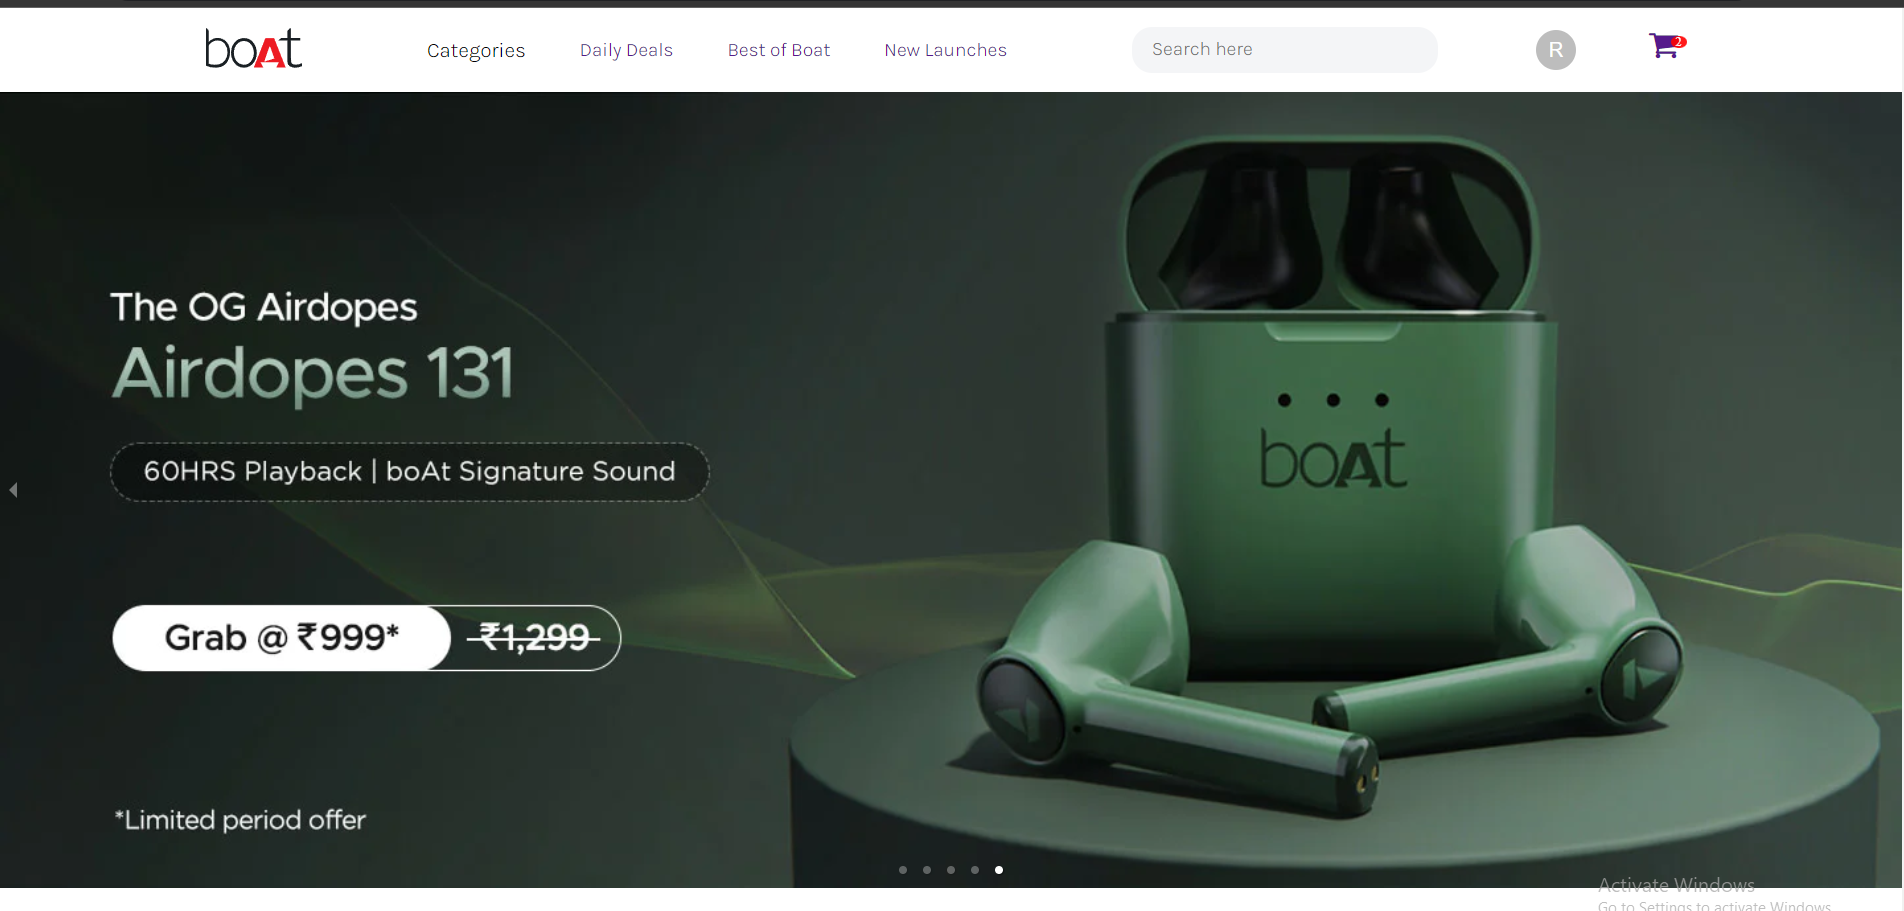 boAt
Categories
Daily Deals
Best of Boat
New Launches
Search here
R
2
The OG Airdopes
Airdopes 131
60HRS Playback | boAt Signature Sound
Grab @ ₹999* ₹1,299
*Limited period offer
boAt
Activate Windows
Go to Settings to activate Windows.